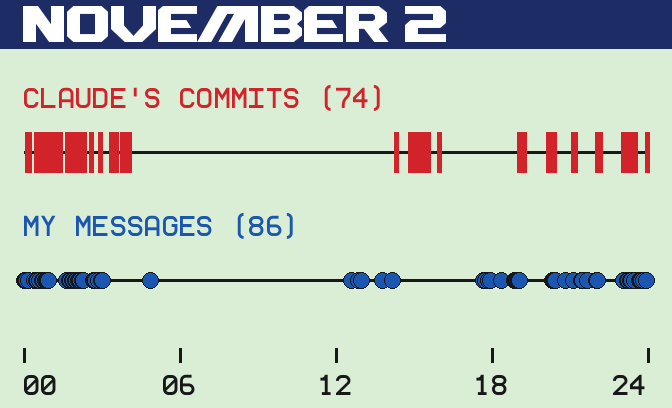 NOVEMBER 2
CLAUDE'S COMMITS (74)
MY MESSAGES (86)
00 06 12 18 24